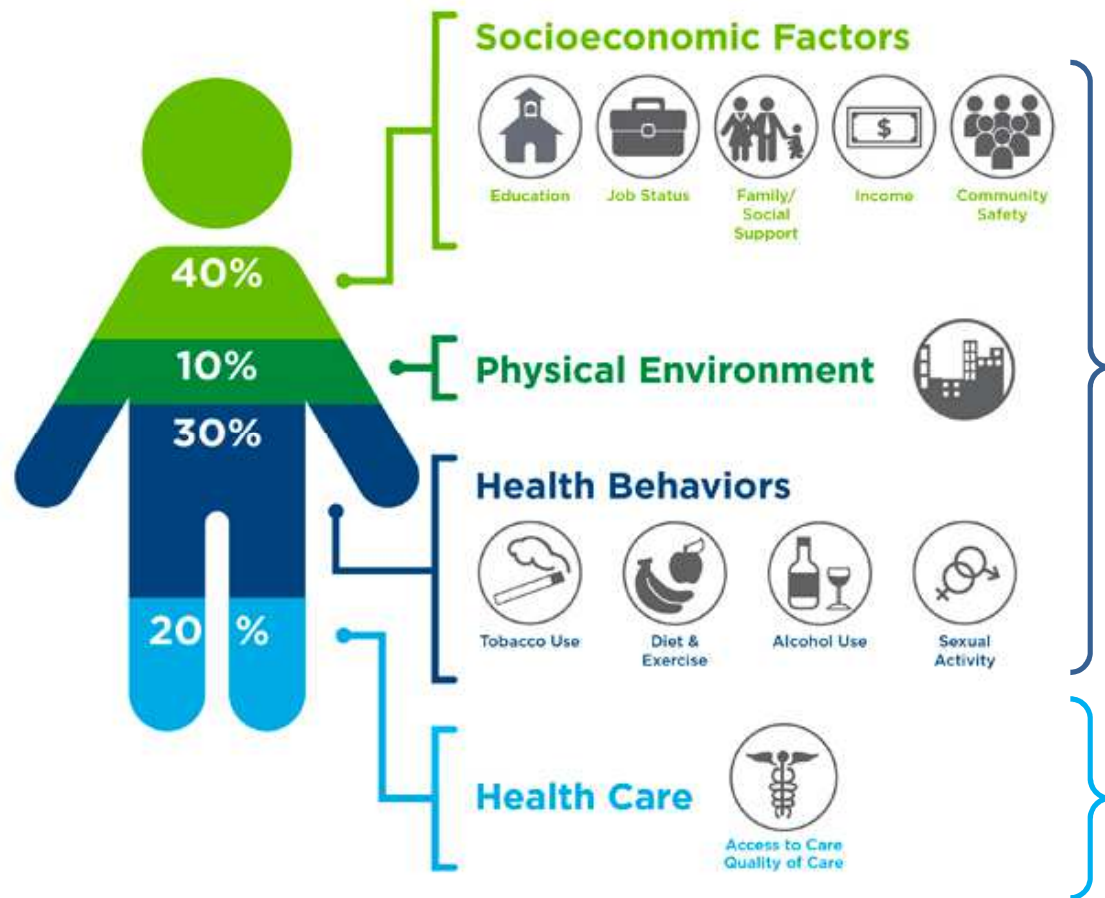 Socioeconomic Factors
$
Education
Job Status
Family/
Social
Support
Income
Community
Safety
40%
10%
Physical Environment
30%
Health Behaviors
Tobacco Use
Diet &
Exercise
Alcohol Use
Sexual
Activity
20 %
Health Care
Access to Care
Quality of Care